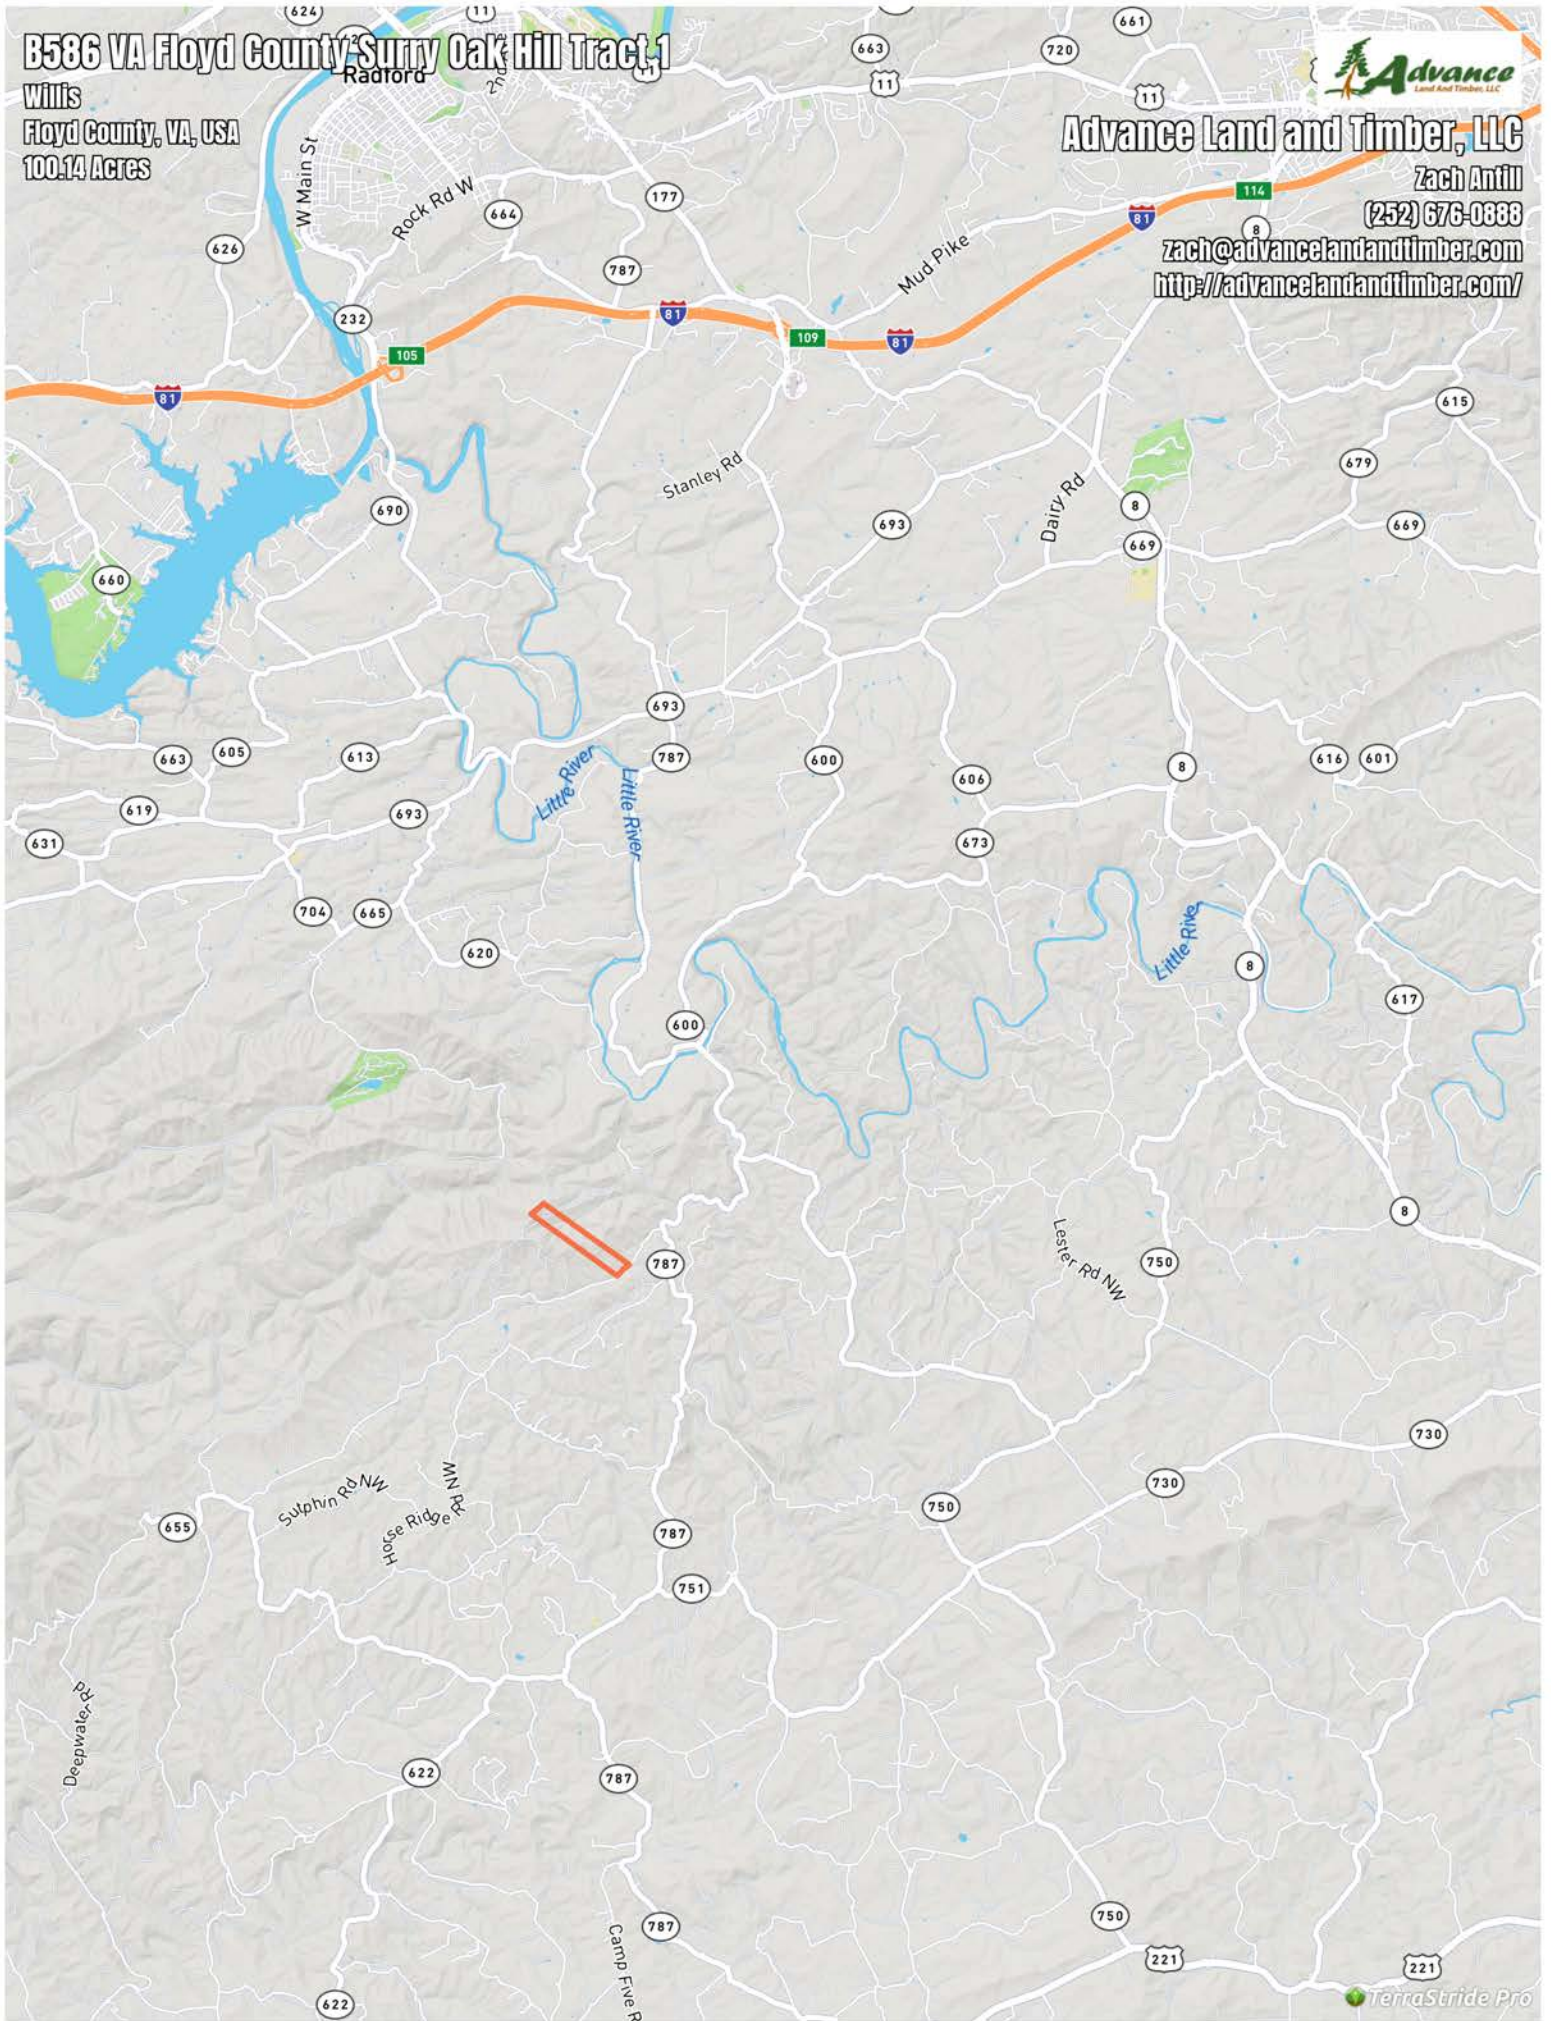 B586 VA Floyd County Surry Oak Hill Tract 1
Willis
Floyd County, VA, USA
100.14 Acres
Advance
Land And Timber, LLC
Advance Land and Timber, LLC
Zach Antill
(252) 676-0888
zach@advancelandandtimber.com
http://advancelandandtimber.com/
624
11
661
663
720
Radford
11
11
W Main St
Rock Rd W
664
177
114
81
8
626
787
Mud Pike
232
81
109
81
105
81
615
Stanley Rd
679
690
693
Dairy Rd
8
669
669
660
693
663
605
613
787
600
8
616
601
Little River
Little River
606
619
693
631
673
704
665
620
Little Rive
8
617
600
8
787
Lester Rd NW
750
730
730
Sulphin Rd NW
Horse Ridge R
NW Rd
655
750
787
751
Deepwater Rd
622
787
750
787
Camp Five R
221
221
622
TerraStride Pro